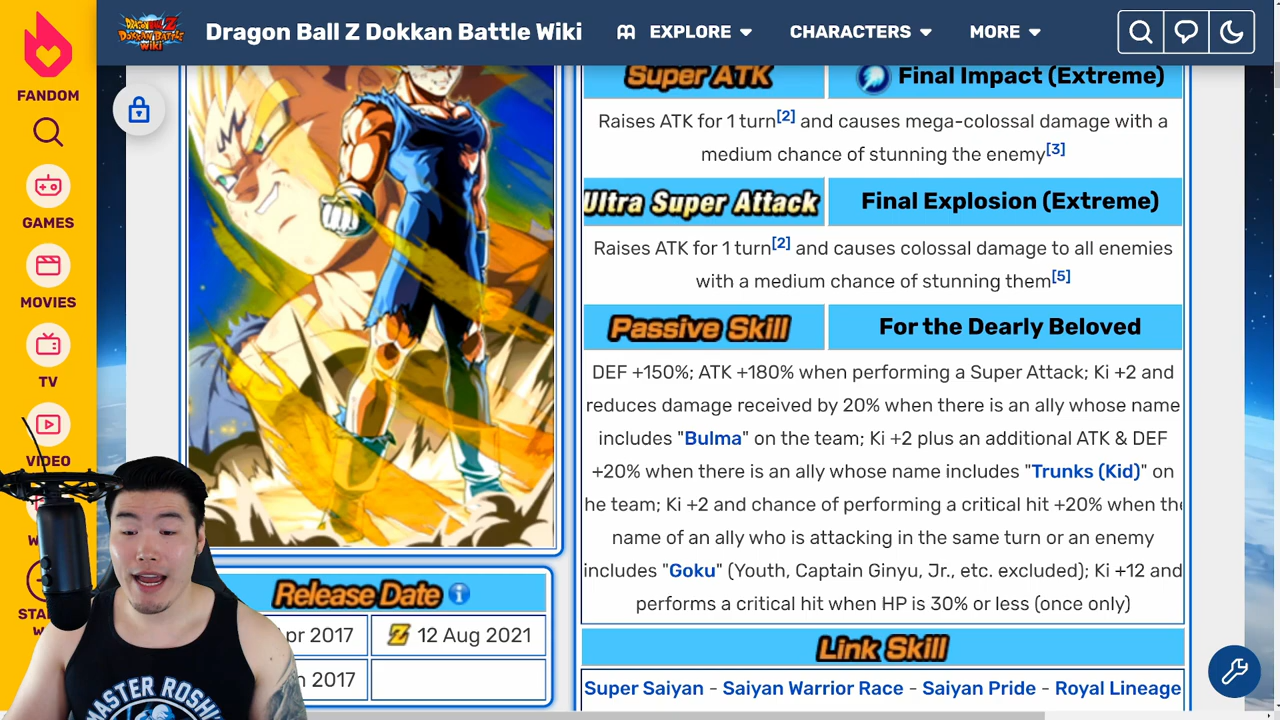 Dragon Ball Z Dokkan Battle Wiki
EXPLORE
CHARACTERS
MORE
FANDOM
GAMES
MOVIES
TV
VIDEO
Super ATK
Final Impact (Extreme)
Raises ATK for 1 turn[2] and causes mega-colossal damage with a
medium chance of stunning the enemy[3]
Ultra Super Attack
Final Explosion (Extreme)
Raises ATK for 1 turn[2] and causes colossal damage to all enemies
with a medium chance of stunning them[5]
Passive Skill
For the Dearly Beloved
DEF +150%; ATK +180% when performing a Super Attack; Ki +2 and
reduces damage received by 20% when there is an ally whose name
includes "Bulma" on the team; Ki +2 plus an additional ATK & DEF
+20% when there is an ally whose name includes "Trunks (Kid)" on
he team; Ki +2 and chance of performing a critical hit +20% when the
name of an ally who is attacking in the same turn or an enemy
includes "Goku" (Youth, Captain Ginyu, Jr., etc. excluded); Ki +12 and
performs a critical hit when HP is 30% or less (once only)
Release Date
pr 2017
Z 12 Aug 2021
2017
Link Skill
Super Saiyan - Saiyan Warrior Race - Saiyan Pride - Royal Lineage
MASTER ROSHI